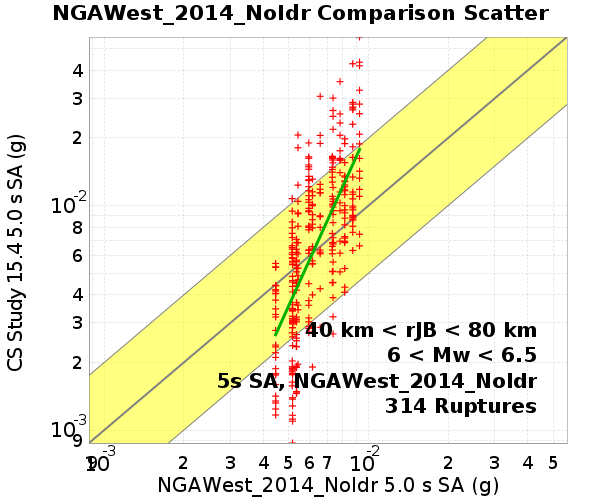 NGAWest_2014_NoIdr Comparison Scatter
CS Study 15.4 5.0 s SA (g)
4
3
2
10-2
8
6
4
3
2
10-3
9
40 km < rJB < 80 km
6 < Mw < 6.5
5s SA, NGAWest_2014_NoIdr
314 Ruptures
9 10-3 2 3 4 5 6 7 10-2 2 3 4 5
NGAWest_2014_NoIdr 5.0 s SA (g)